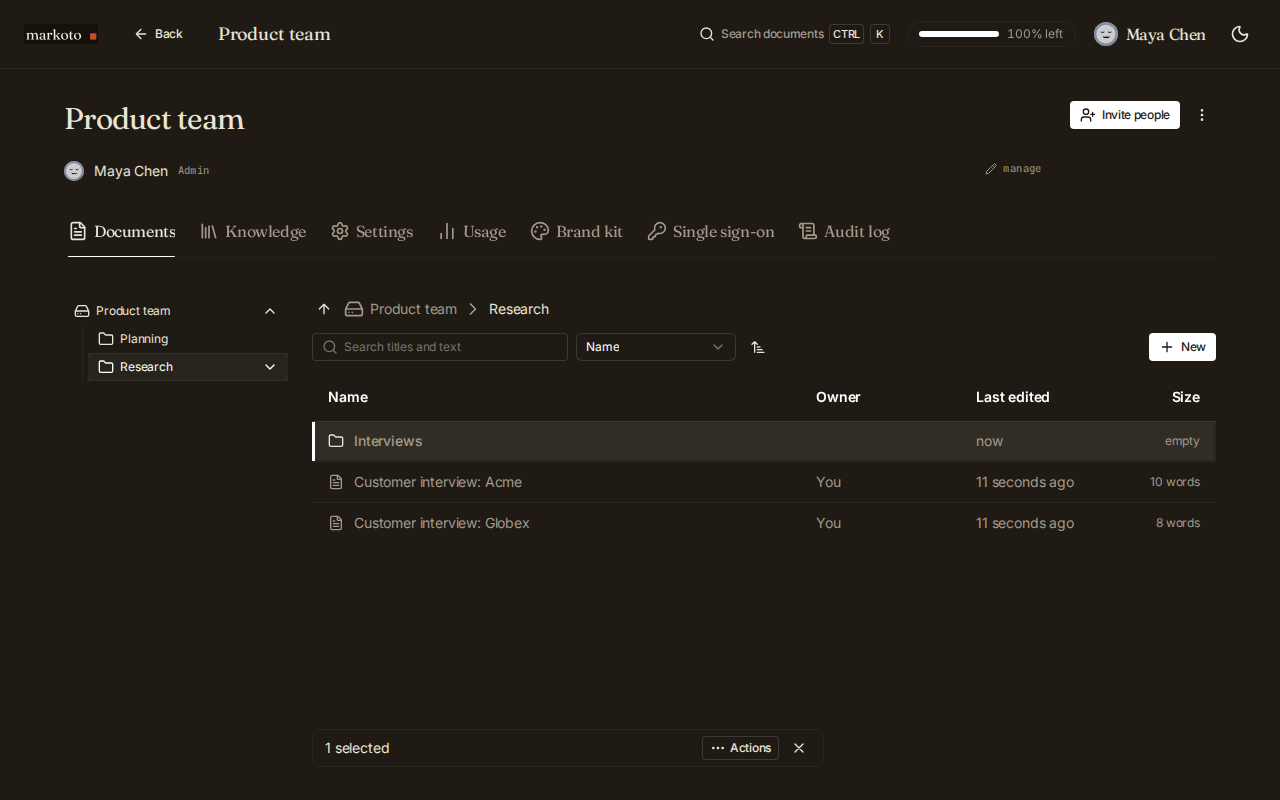 markoto
Back
Product team
Search documents CTRL K
100% left
Maya Chen
Product team
Invite people
Maya Chen Admin
manage
Documents Knowledge Settings Usage Brand kit Single sign-on Audit log
Product team
Planning
Research
Product team Research
Search titles and text
Name
New
Name Owner Last edited Size
Interviews now empty
Customer interview: Acme You 11 seconds ago 10 words
Customer interview: Globex You 11 seconds ago 8 words
1 selected
Actions